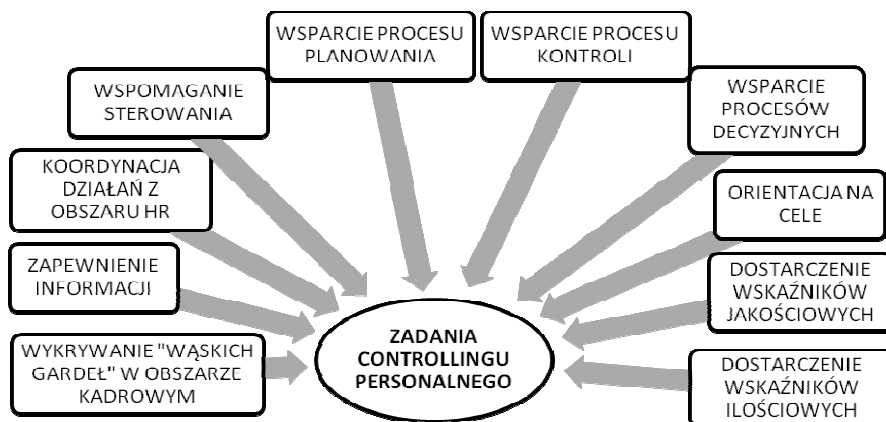 WSPARCIE PROCESU
PLANOWANIA
WSPARCIE PROCESU
KONTROLI
WSPOMAGANIE
STEROWANIA
WSPARCIE
PROCESÓW
DECYZYJNYCH
KOORDYNACJA
DZIAŁAŃ Z
OBSZARU HR
ORIENTACJA NA
CELE
ZAPEWNIENIE
INFORMACJI
DOSTARCZENIE
WSKAŹNIKÓW
JAKOŚCIOWYCH
WYKRYWANIE "WĄSKICH
GARDEŁ" W OBSZARZE
KADROWYM
ZADANIA
CONTROLLINGU
PERSONALNEGO
DOSTARCZENIE
WSKAŹNIKÓW
ILOŚCIOWYCH